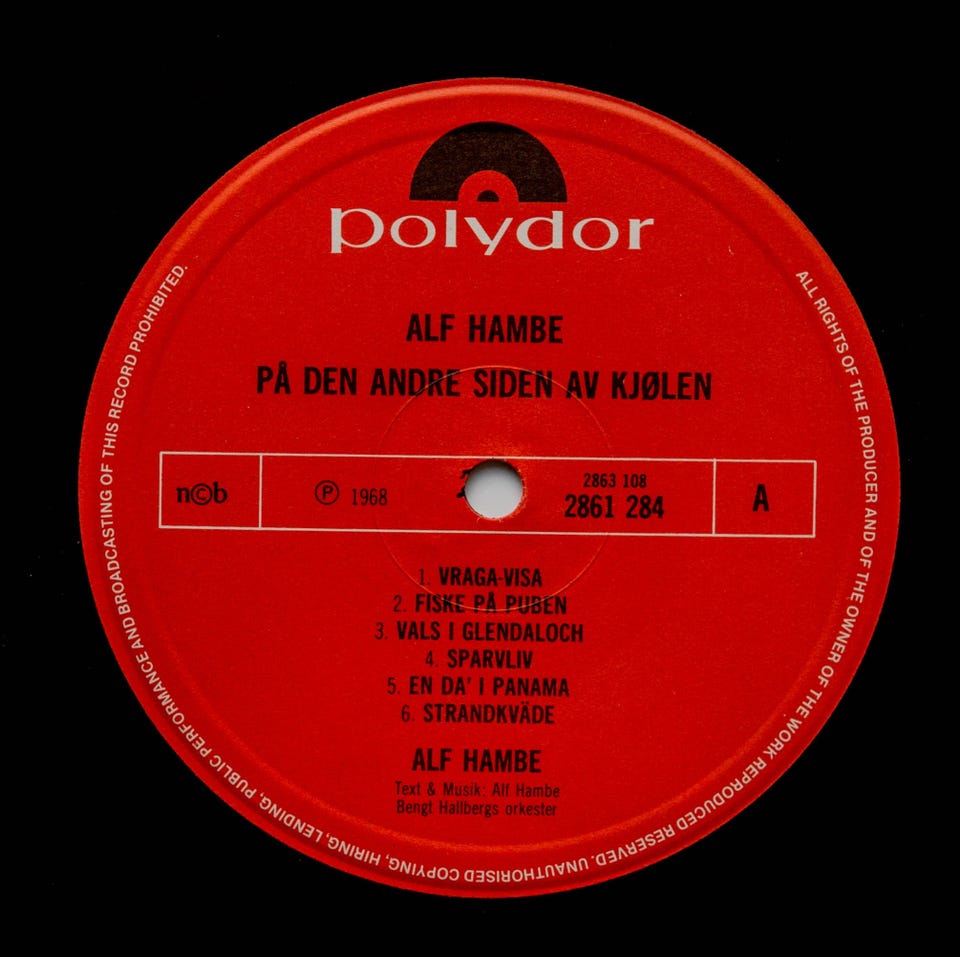 polydor
ALF HAMBE
PÅ DEN ANDRE SIDEN AV KJØLEN
n©b
Ⓟ 1968
2863 108
2861 284
A
1. VRAGA-VISA
2. FISKE PÅ PUBEN
3. VALS I GLENDALOCH
4. SPARVLIV
5. EN DA' I PANAMA
6. STRANDKVÄDE
ALF HAMBE
Text & Musik: Alf Hambe
Bengt Hallbergs orkester
ALL RIGHTS OF THE PRODUCER AND OF THE OWNER OF THE WORK REPRODUCED RESERVED. UNAUTHORISED COPYING, HIRING, LENDING, PUBLIC PERFORMANCE AND BROADCASTING OF THIS RECORD PROHIBITED.